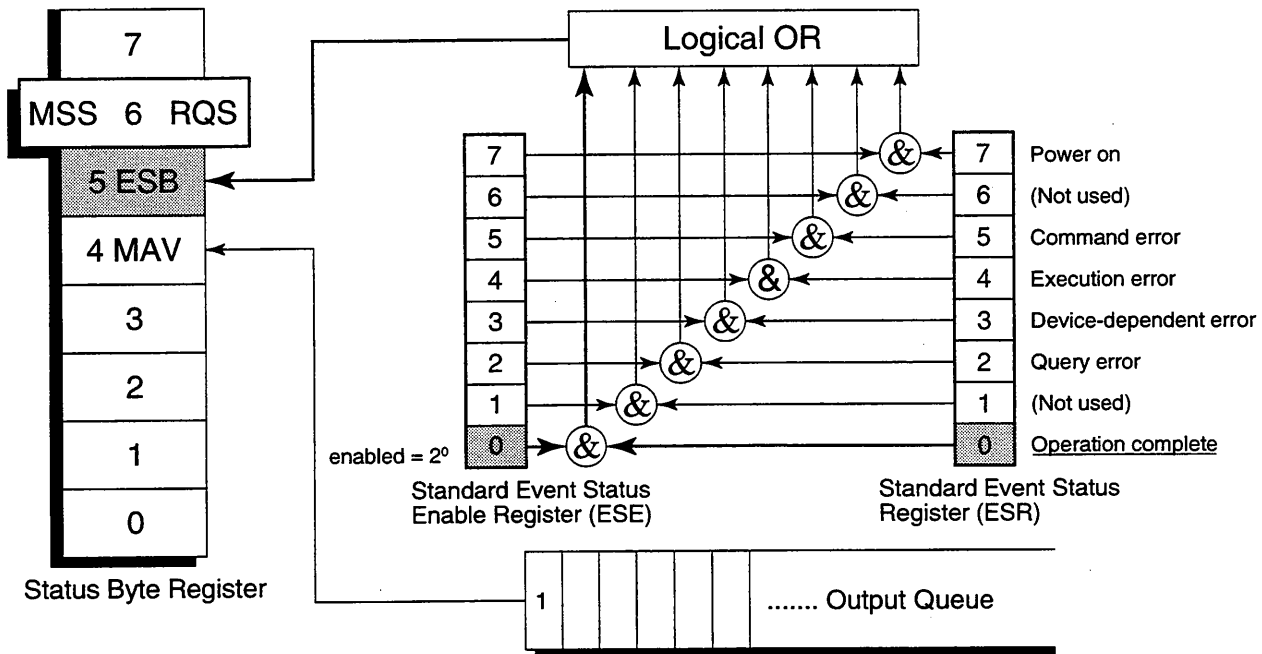 Logical OR
7
MSS 6 RQS
5 ESB
4 MAV
3
2
1
0
Status Byte Register
7
6
5
4
3
2
1
0
enabled = 2⁰
Standard Event Status
Enable Register (ESE)
&
&
&
&
&
&
&
&
7 Power on
6 (Not used)
5 Command error
4 Execution error
3 Device-dependent error
2 Query error
1 (Not used)
0 Operation complete
Standard Event Status
Register (ESR)
1 ....... Output Queue